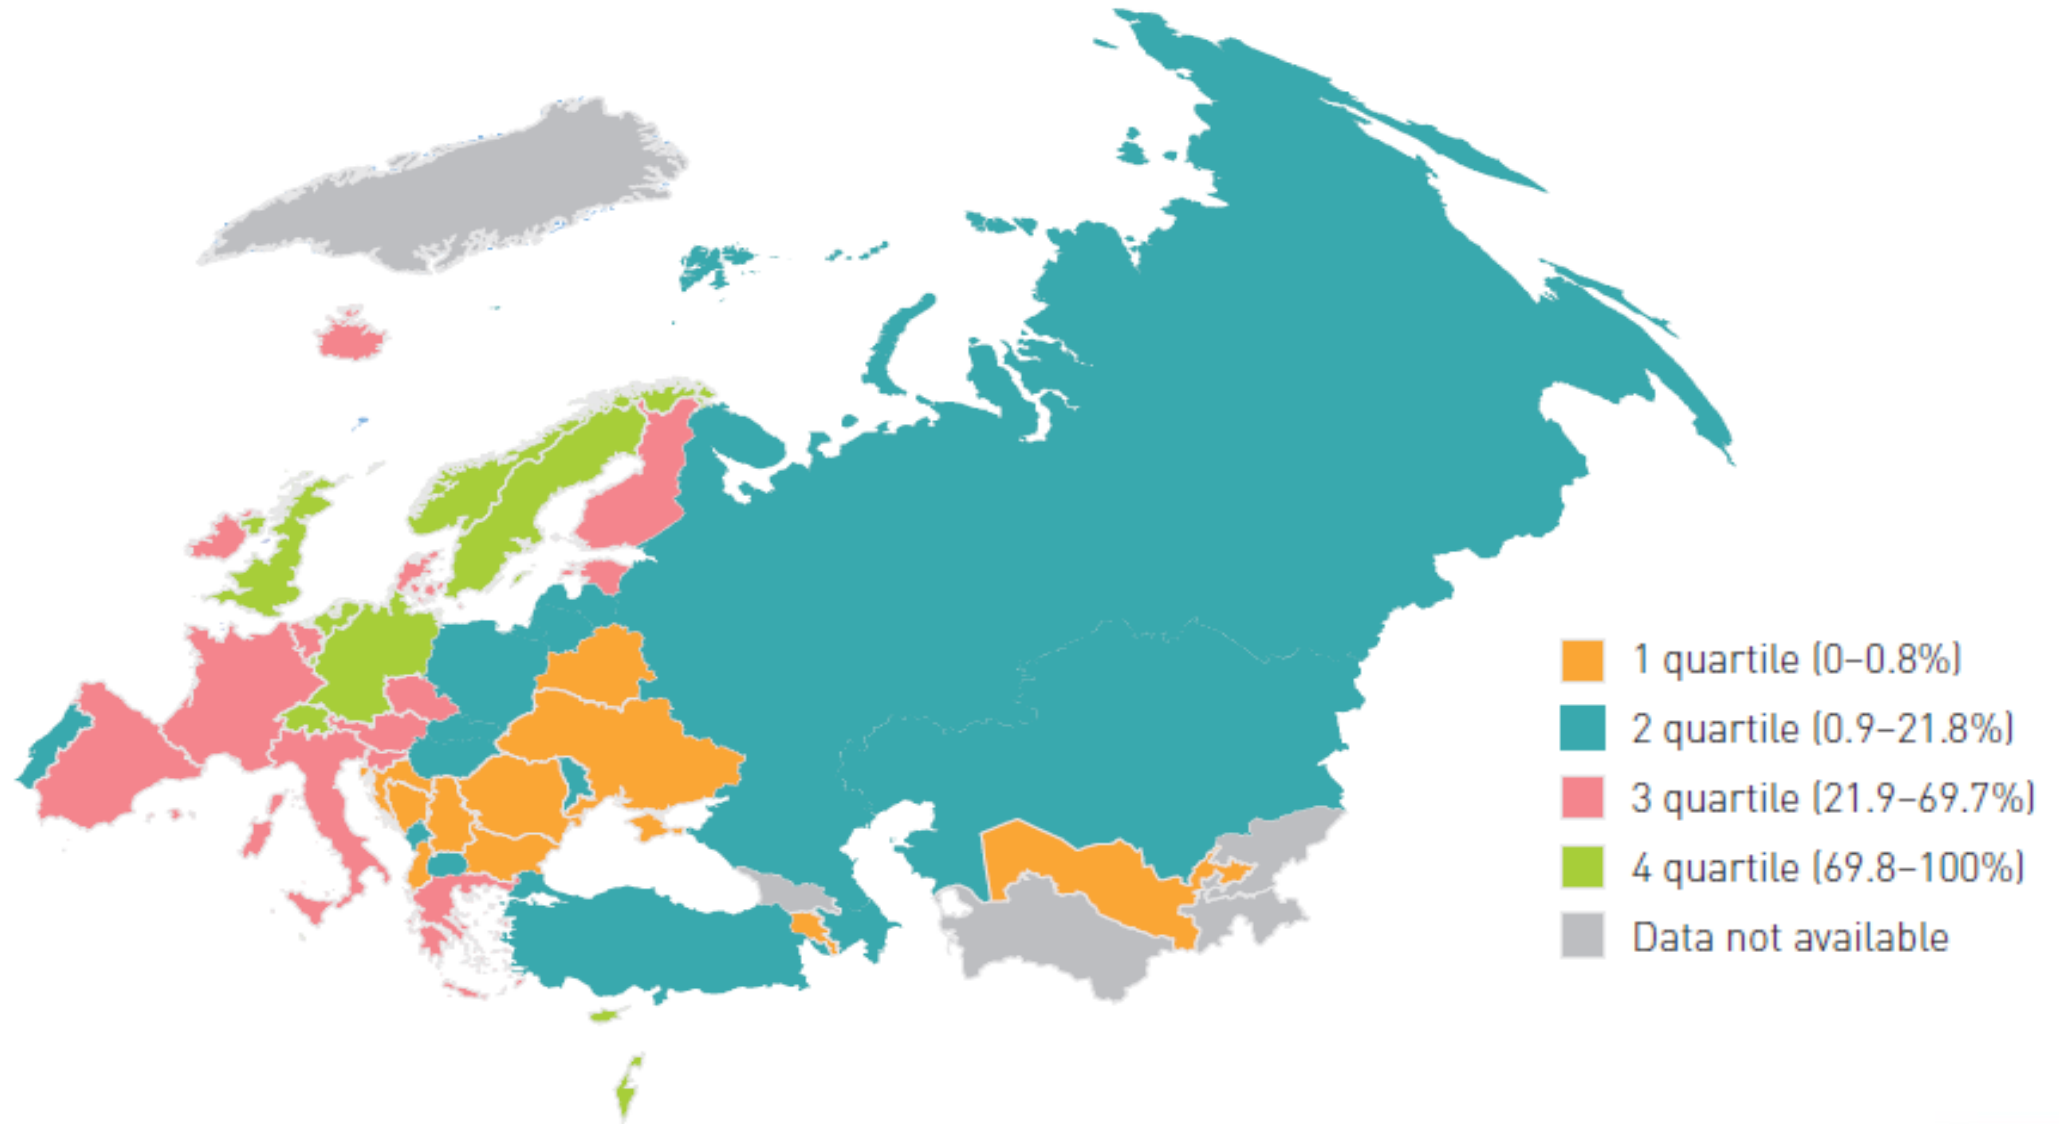 1 quartile (0–0.8%)
2 quartile (0.9–21.8%)
3 quartile (21.9–69.7%)
4 quartile (69.8–100%)
Data not available